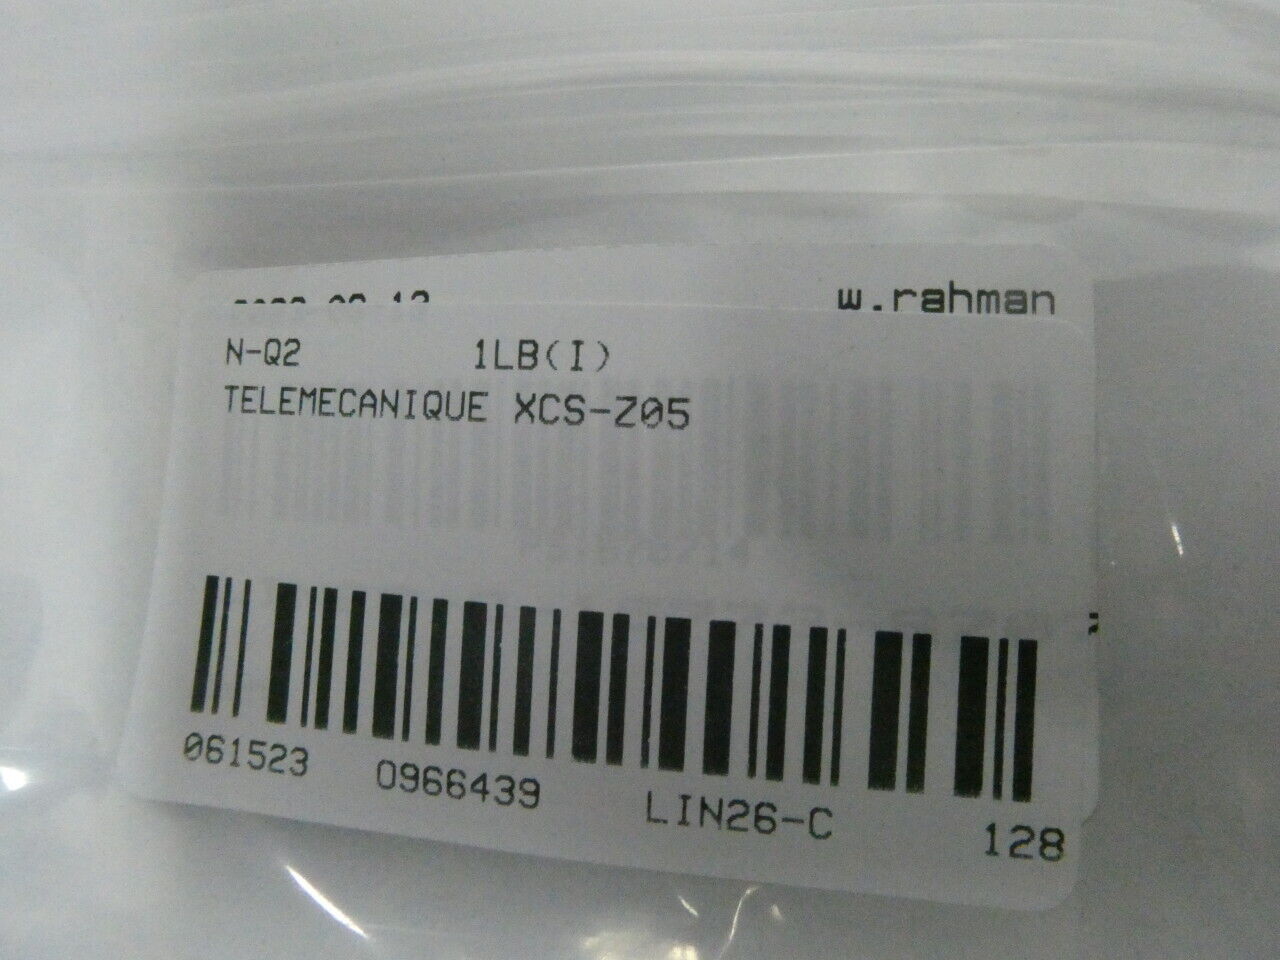 w.rahman
N-Q2 1LB(I)
TELEMECANIQUE XCS-Z05
061523 0966439 LIN26-C 128